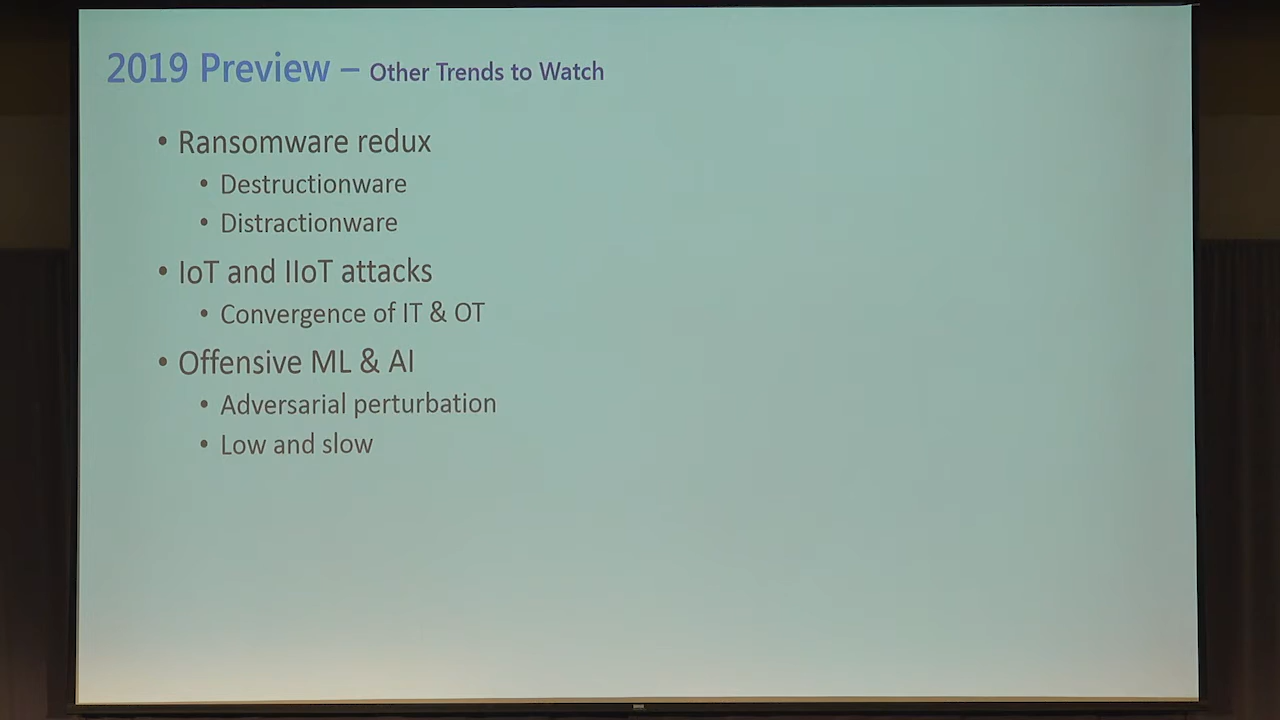 2019 Preview – Other Trends to Watch
• Ransomware redux
• Destructionware
• Distractionware
• IoT and IIoT attacks
• Convergence of IT & OT
• Offensive ML & AI
• Adversarial perturbation
• Low and slow